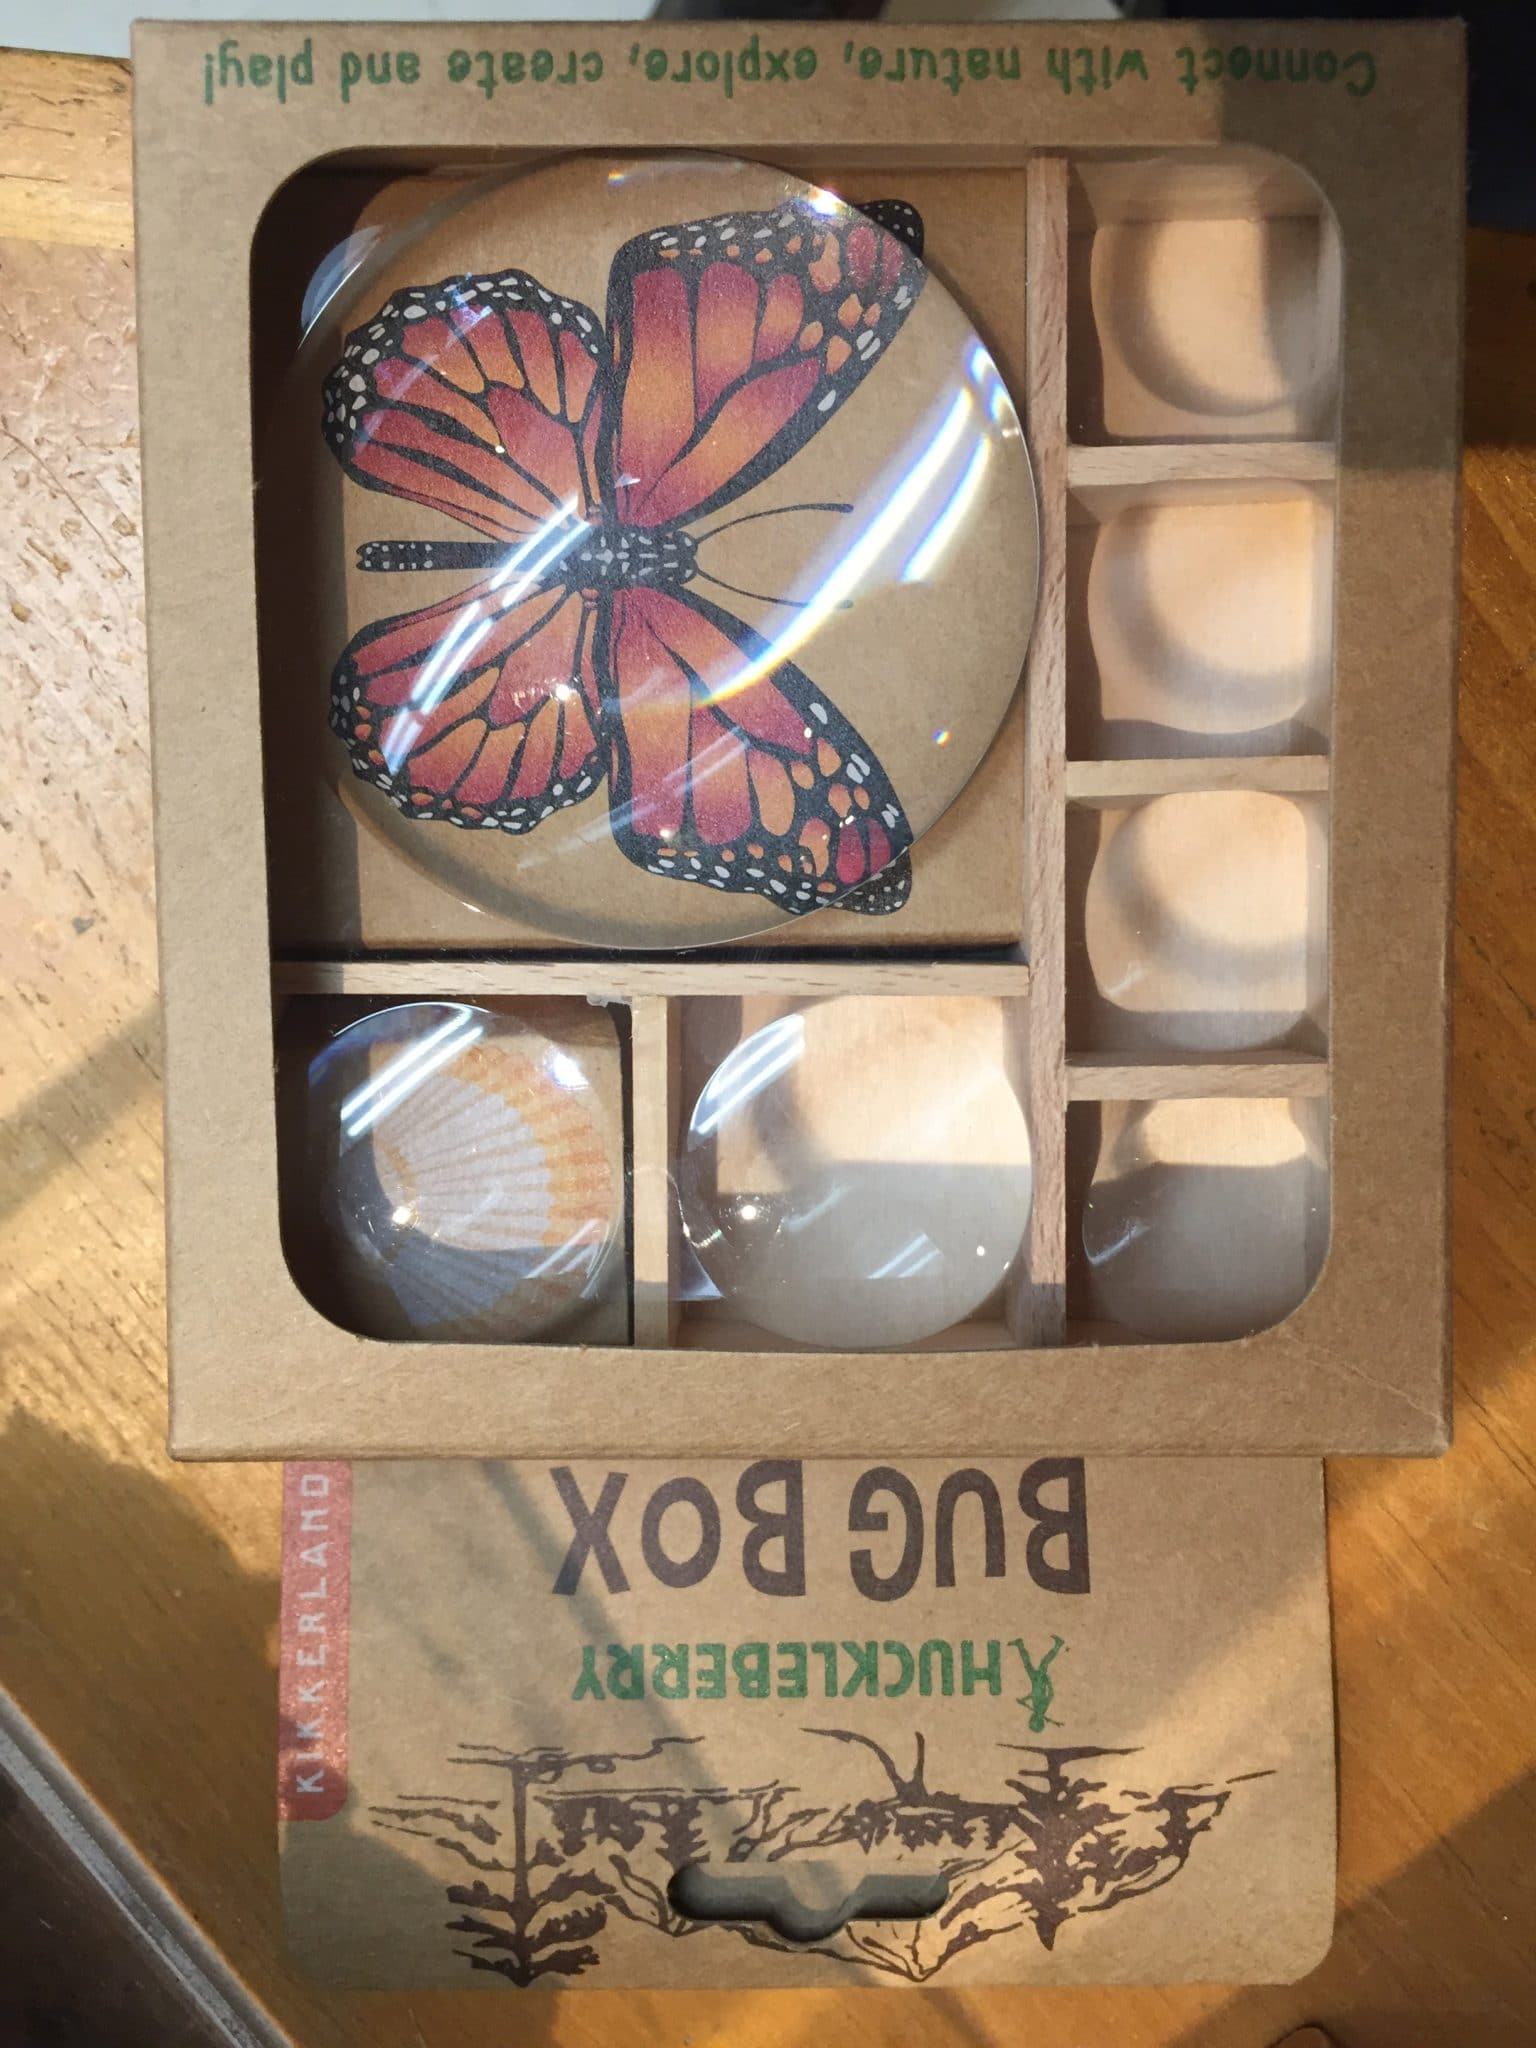 KIKKERLAND
HUCKLEBERRY
BUG BOX
Connect with nature, explore, create and play!